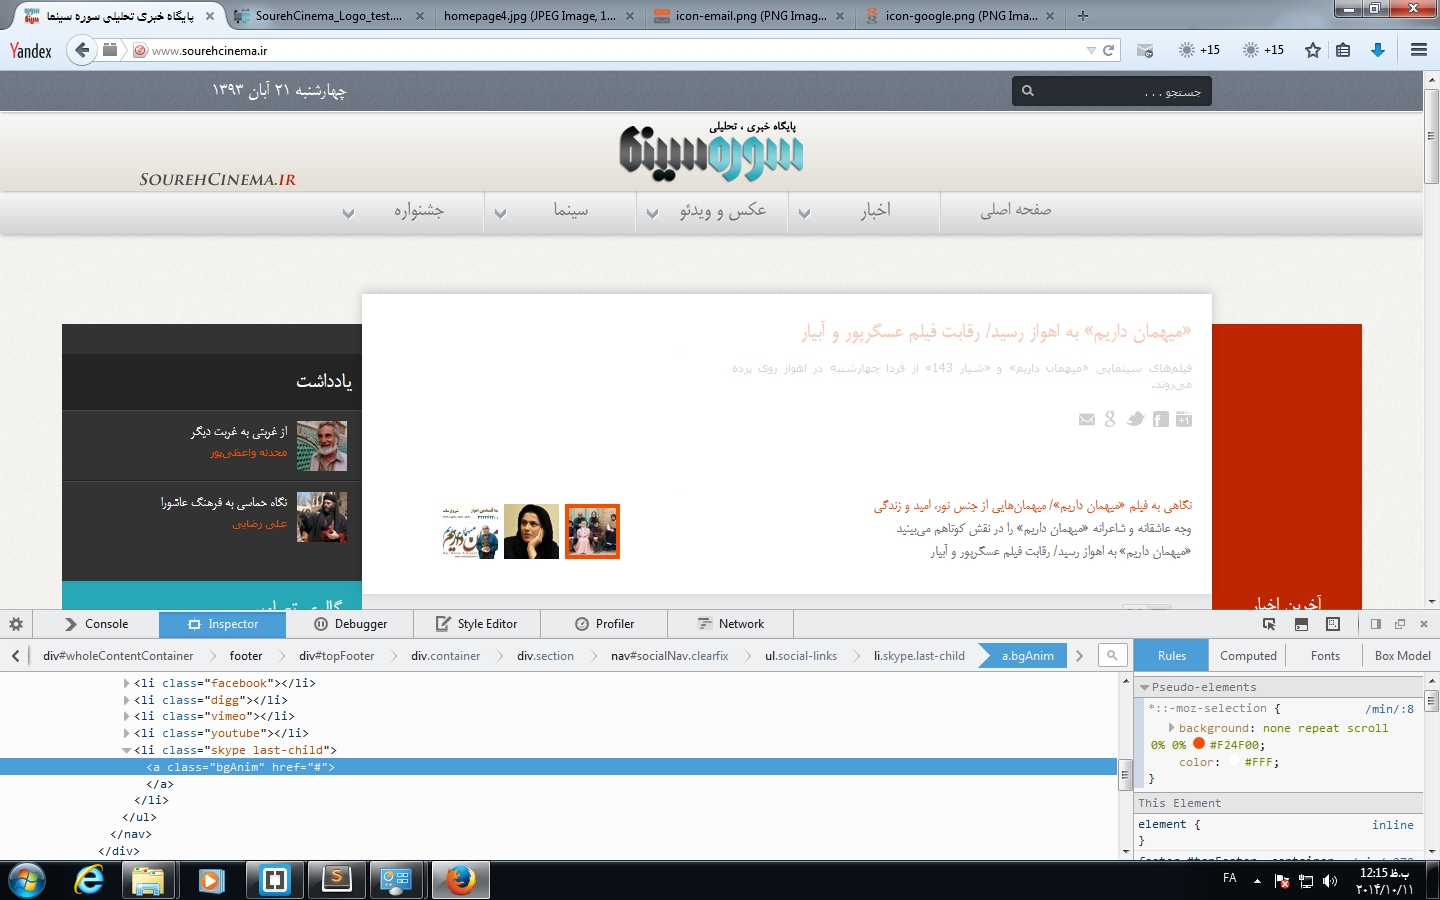 پایگاه خبری تحلیلی سوره سینما
SourehCinema_Logo_test....
homepage4.jpg (JPEG Image, 1...
icon-email.png (PNG Imag...
icon-google.png (PNG Ima...
Yandex
www.sourehcinema.ir
+15
+15
چهارشنبه ۲۱ آبان ۱۳۹۳
جستجو . . .
پایگاه خبری ، تحلیلی
سوره سینما
SOUREHCINEMA.IR
صفحه اصلی
اخبار
عکس و ویدئو
سینما
جشنواره
«میهمان داریم» به اهواز رسید/ رقابت فیلم عسگرپور و آبیار
فیلم‌های سینمایی «میهمان داریم» و «شیار 143» از فردا چهارشنبه در اهواز روی پرده
می‌روند.
نگاهی به فیلم «میهمان داریم»/ میهمان‌هایی از جنس نور، امید و زندگی
وجه عاشقانه و شاعرانه «میهمان داریم» را در نقش کوتاهم می‌بینید
«میهمان داریم» به اهواز رسید/ رقابت فیلم عسگرپور و آبیار
یادداشت
از غربتی به غربت دیگر
محدثه واعظی‌پور
نگاه حماسی به فرهنگ عاشورا
علی رضایی
گالری تصاویر
آخرین اخبار
Console
Inspector
Debugger
Style Editor
Profiler
Network
div#wholeContentContainer
footer
div#topFooter
div.container
div.section
nav#socialNav.clearfix
ul.social-links
li.skype.last-child
a.bgAnim
Rules
Computed
Fonts
Box Model
<li class="facebook"></li>
<li class="digg"></li>
<li class="vimeo"></li>
<li class="youtube"></li>
<li class="skype last-child">
<a class="bgAnim" href="#">
</a>
</li>
</ul>
</nav>
</div>
Pseudo-elements
*::-moz-selection {
/min/:8
background: none repeat scroll
0% 0% #F24F00;
color: #FFF;
}
This Element
element {
inline
}
FA
12:15 ب.ظ
۲۰۱۴/۱۰/۱۱